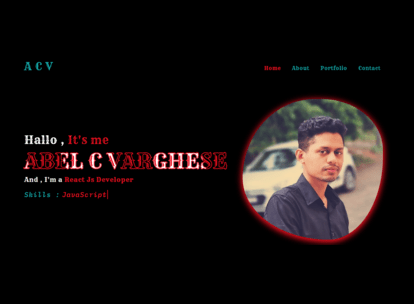 A C V
Home About Portfolio Contact
Hallo , It's me
ABEL C VARGHESE
And , I'm a React Js Developer
Skills : JavaScript